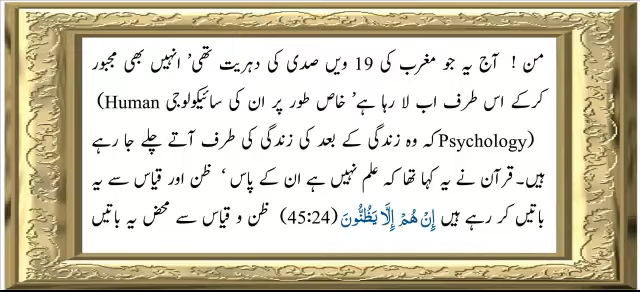 من ! آج یہ جو مغرب کی 19 ویں صدی کی دہریت تھی’ انہیں بھی مجبور
کرکے اس طرف اب لا رہا ہے’ خاص طور پر ان کی سائیکولوجی (Human
Psychology) کہ وہ زندگی کے بعد کی زندگی کی طرف آتے چلے جا رہے
ہیں۔ قرآن نے یہ کہا تھا کہ علم نہیں ہے ان کے پاس ‘ ظن اور قیاس سے یہ
باتیں کر رہے ہیں إِنْ هُمْ إِلَّا يَظُنُّونَ (45:24) ظن و قیاس سے محض یہ باتیں